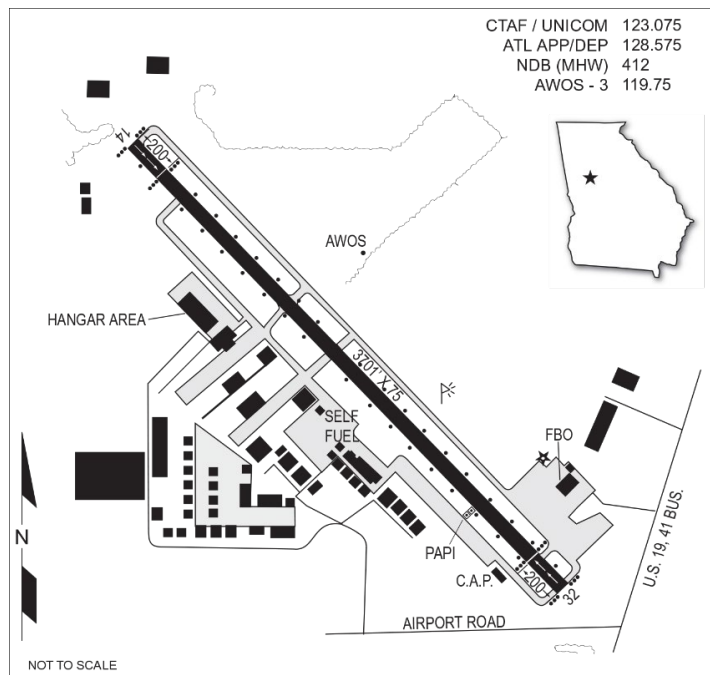 CTAF / UNICOM 123.075
ATL APP/DEP 128.575
NDB (MHW) 412
AWOS - 3 119.75
14
-200-
AWOS
HANGAR AREA
3701' X 75
SELF
FUEL
FBO
U.S. 19, 41 BUS.
N
PAPI
C.A.P.
-200-
32
AIRPORT ROAD
NOT TO SCALE